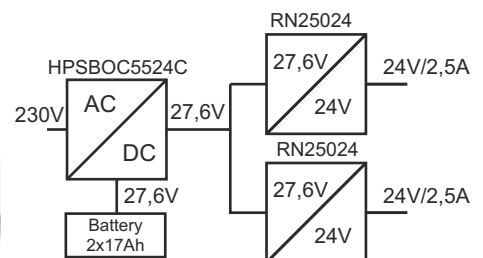 RN25024
HPSBOC5524C
27,6V
24V/2,5A
24V
230V
AC
DC
27,6V
RN25024
27,6V
24V/2,5A
24V
27,6V
Battery
2x17Ah